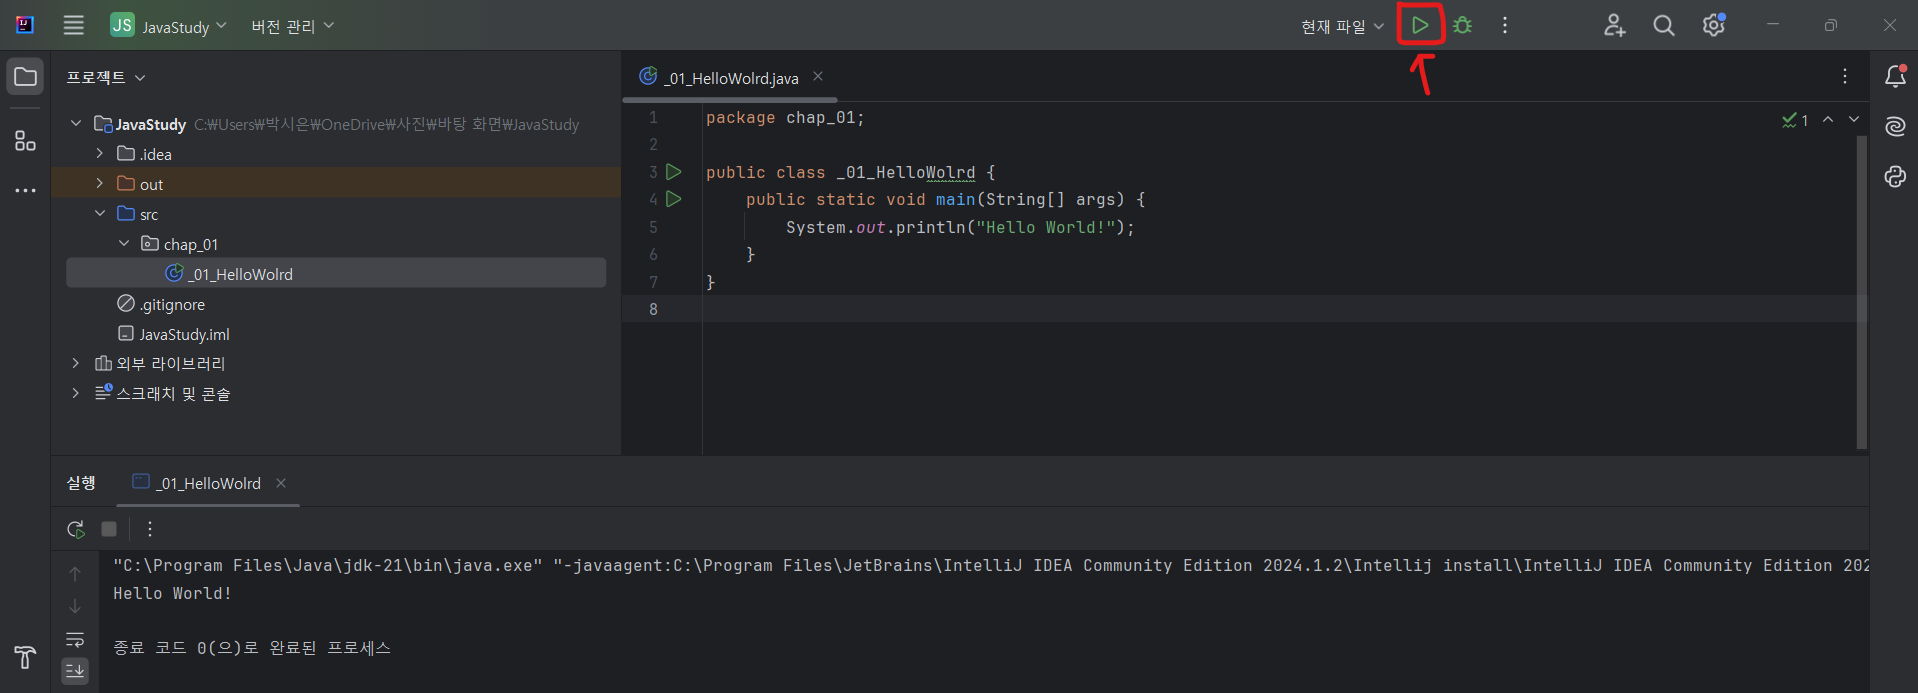 JS JavaStudy 버전 관리 현재 파일
프로젝트
_01_HelloWolrd.java
JavaStudy C:\Users\박시은\OneDrive\사진\바탕 화면\JavaStudy
.idea
out
src
chap_01
_01_HelloWolrd
.gitignore
JavaStudy.iml
외부 라이브러리
스크래치 및 콘솔
1 package chap_01;
1
2
3 public class _01_HelloWolrd {
4 public static void main(String[] args) {
5 System.out.println("Hello World!");
6 }
7 }
8
실행 _01_HelloWolrd
"C:\Program Files\Java\jdk-21\bin\java.exe" "-javaagent:C:\Program Files\JetBrains\IntelliJ IDEA Community Edition 2024.1.2\Intellij install\IntelliJ IDEA Community Edition 202
Hello World!
종료 코드 0(으)로 완료된 프로세스